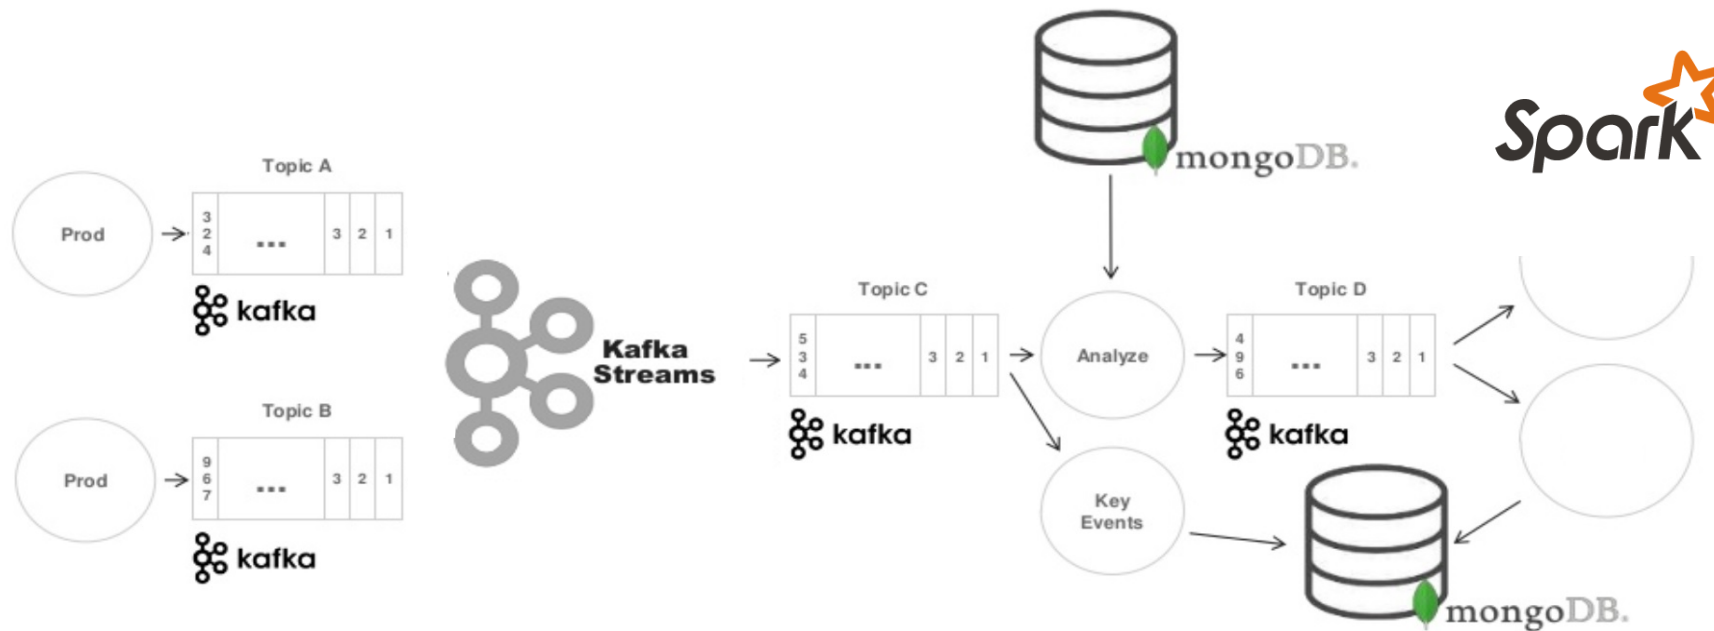 mongoDB.
Spark
Topic A
Prod
3
2
4
...
3 2 1
kafka
Kafka
Streams
Topic B
Prod
9
6
7
...
3 2 1
kafka
Topic C
5
3
4
...
3 2 1
kafka
Analyze
Key
Events
Topic D
4
9
6
...
3 2 1
kafka
mongoDB.